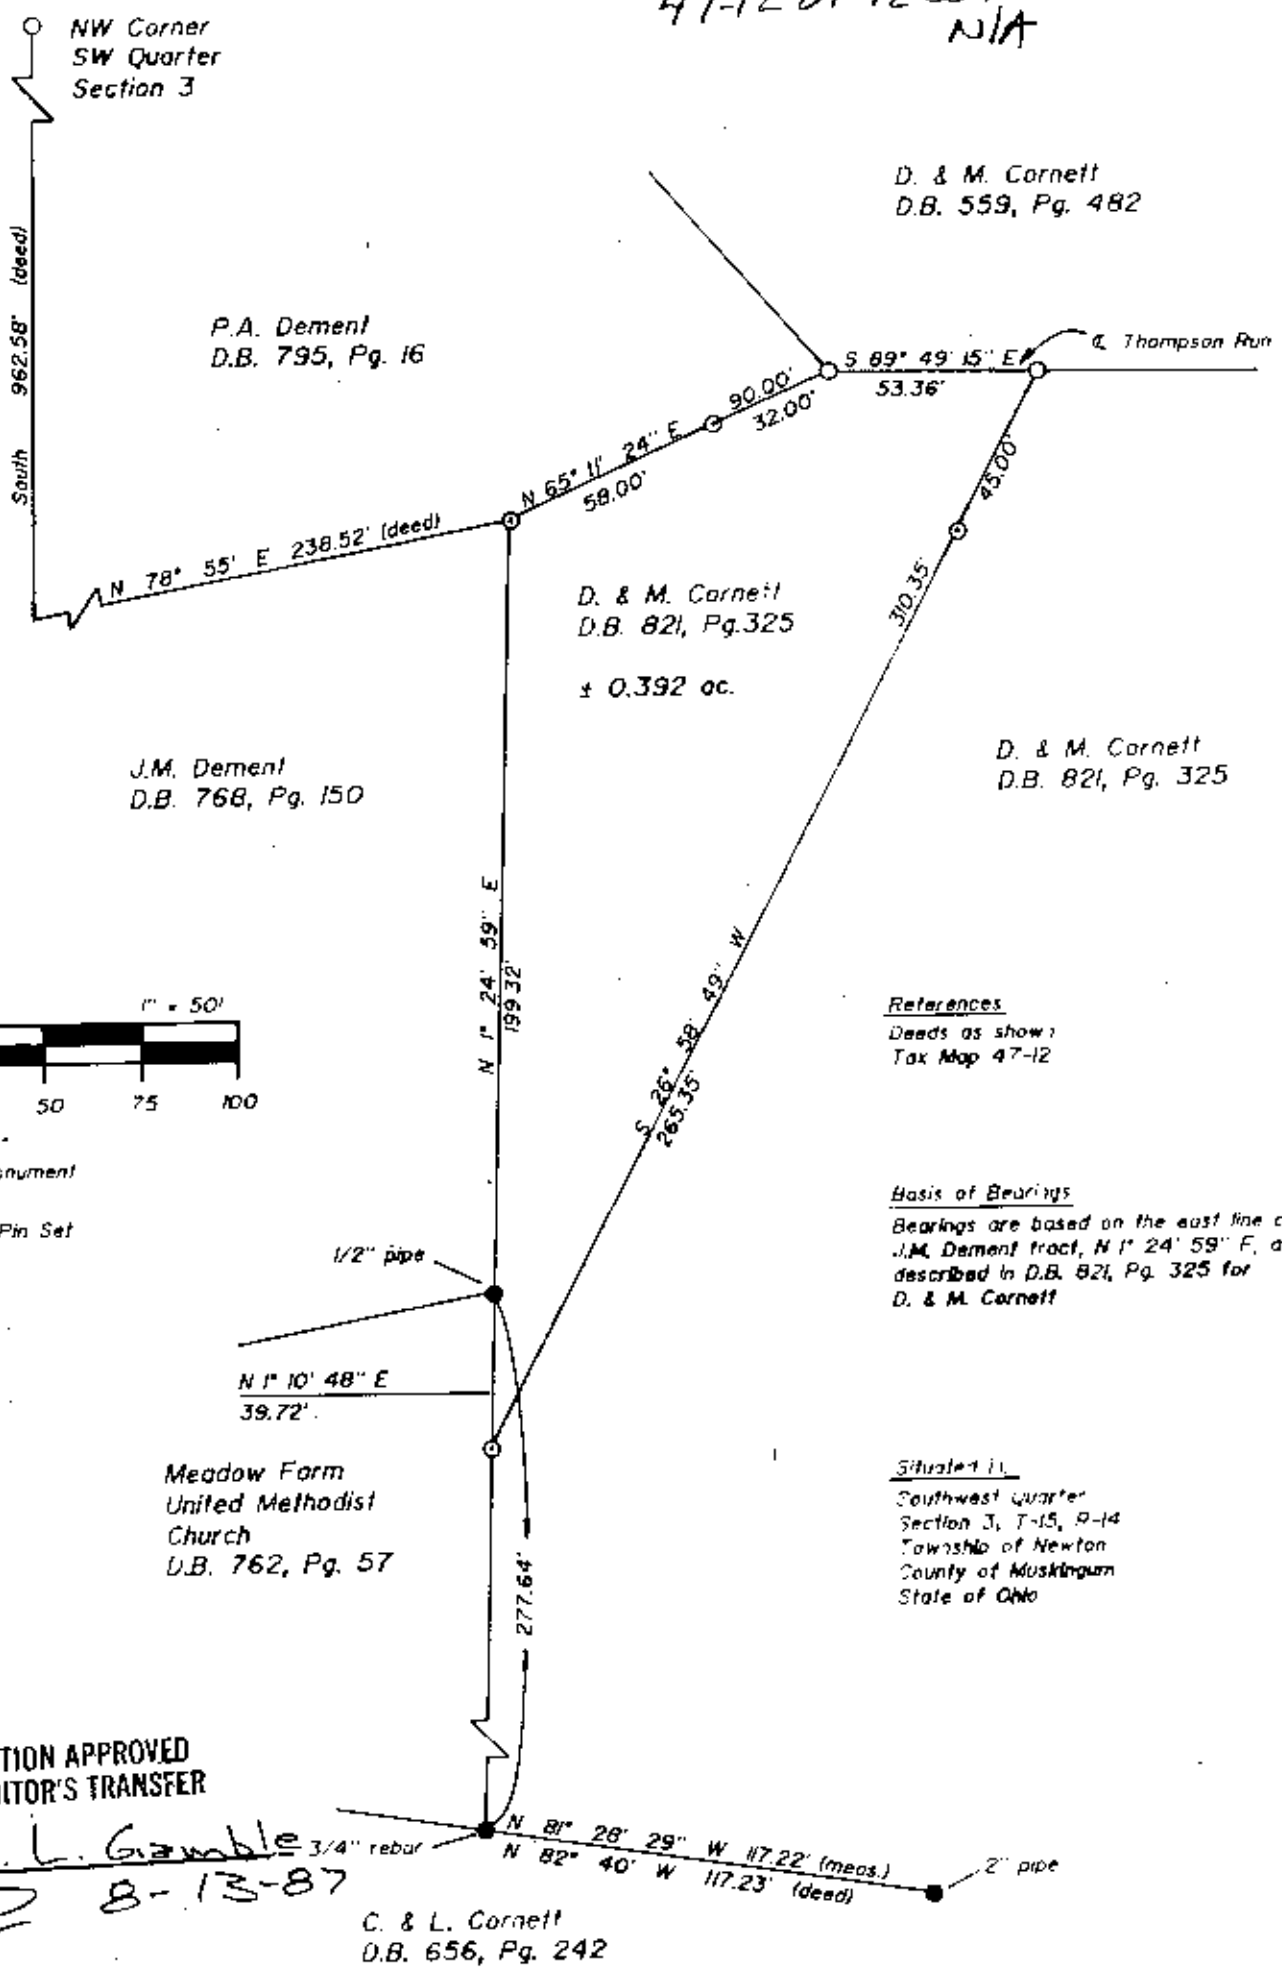 N/A
NW Corner
SW Quarter
Section 3
South 962.58' (deed)
D. & M. Cornett
D.B. 559, Pg. 482
P.A. Dement
D.B. 795, Pg. 16
S 89° 49' 15" E
53.36'
℄ Thompson Run
90.00'
32.00'
N 65° 11' 24" E
58.00'
45.00'
310.35'
N 78° 55' E 238.52' (deed)
D. & M. Cornett
D.B. 821, Pg.325
± 0.392 ac.
J.M. Dement
D.B. 768, Pg. 150
D. & M. Cornett
D.B. 821, Pg. 325
N 1° 24' 59" E
199.32'
S 26° 58' 49" W
265.35'
1" = 50'
50 75 100
References
Deeds as shown
Tax Map 47-12
Pin Set
Basis of Bearings
Bearings are based on the east line
J.M. Dement tract, N 1° 24' 59" E,
described in D.B. 821, Pg. 325 for
D. & M. Cornett
1/2" pipe
N 1° 10' 48" E
39.72'
Meadow Farm
United Methodist
Church
D.B. 762, Pg. 57
277.64'
Situated in
Southwest Quarter
Section 3, T-15, R-14
Township of Newton
County of Muskingum
State of Ohio
TION APPROVED
ITOR'S TRANSFER
. L. Gamble
8-13-87
3/4" rebar
N 81° 28' 29" W 117.22' (meas.)
N 82° 40' W 117.23' (deed)
2" pipe
C. & L. Cornett
D.B. 656, Pg. 242